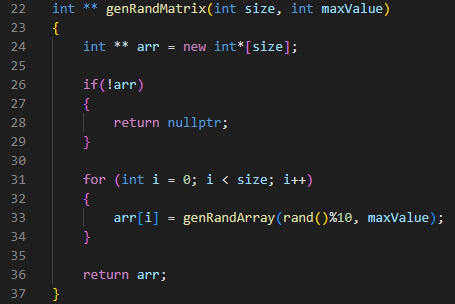 22 int ** genRandMatrix(int size, int maxValue)
23 {
24     int ** arr = new int*[size];
25
26     if(!arr)
27     {
28         return nullptr;
29     }
30
31     for (int i = 0; i < size; i++)
32     {
33         arr[i] = genRandArray(rand()%10, maxValue);
34     }
35
36     return arr;
37 }